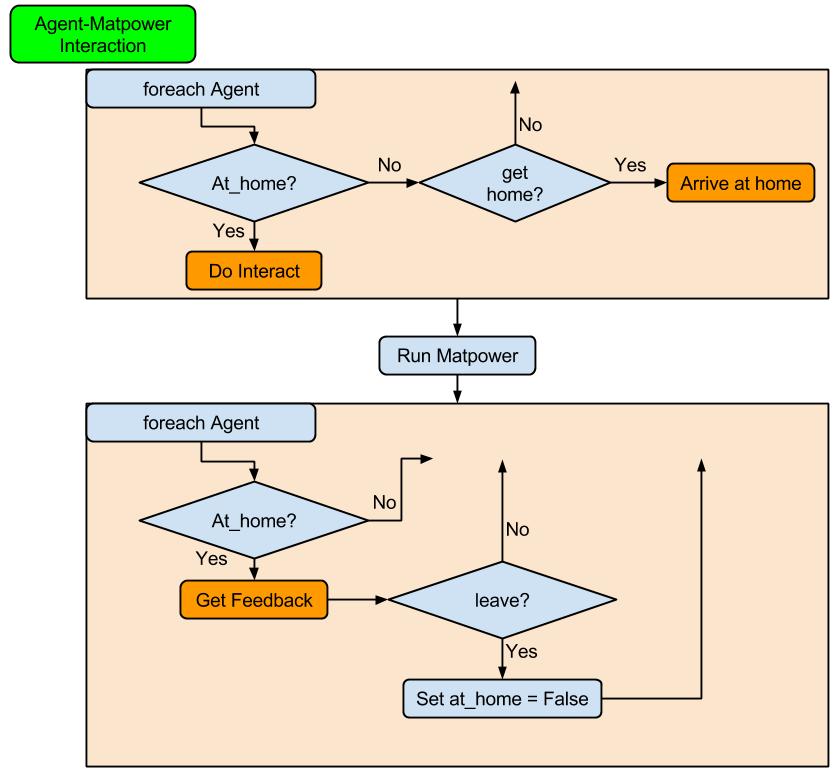 Agent-Matpower
Interaction
foreach Agent
No
At_home?
No
get
home?
Yes
Arrive at home
Yes
Do Interact
Run Matpower
foreach Agent
At_home?
No
No
Yes
Get Feedback
leave?
Yes
Set at_home = False